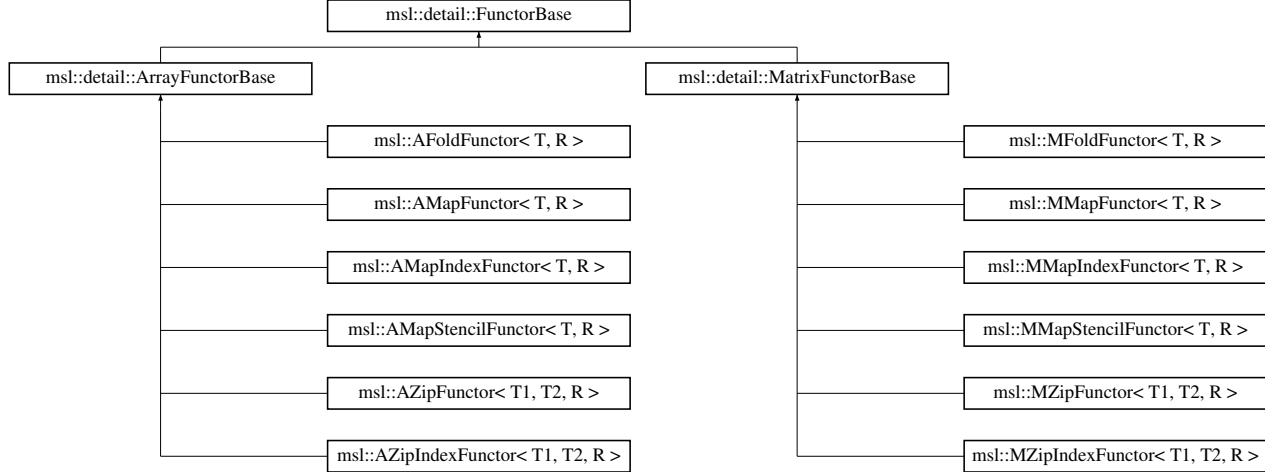 msl::detail::FunctorBase
msl::detail::ArrayFunctorBase
msl::detail::MatrixFunctorBase
msl::AFoldFunctor< T, R >
msl::MFoldFunctor< T, R >
msl::AMapFunctor< T, R >
msl::MMapFunctor< T, R >
msl::AMapIndexFunctor< T, R >
msl::MMapIndexFunctor< T, R >
msl::AMapStencilFunctor< T, R >
msl::MMapStencilFunctor< T, R >
msl::AZipFunctor< T1, T2, R >
msl::MZipFunctor< T1, T2, R >
msl::AZipIndexFunctor< T1, T2, R >
msl::MZipIndexFunctor< T1, T2, R >